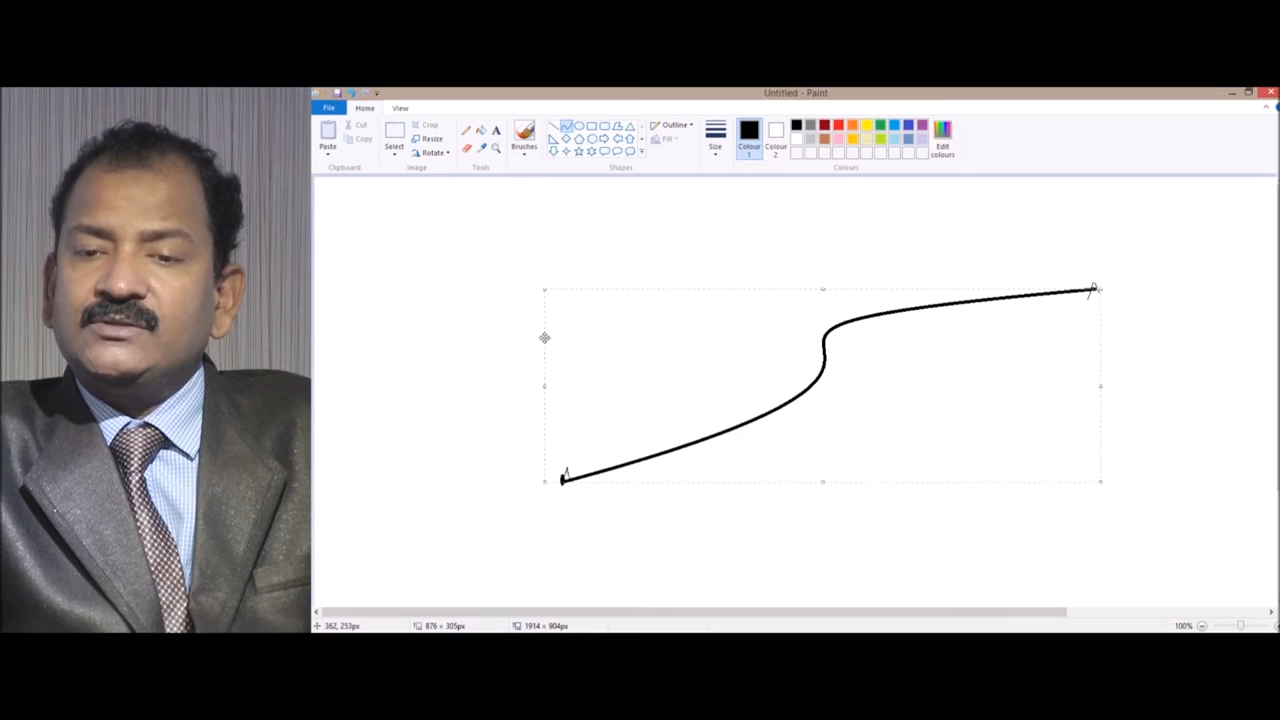 Untitled - Paint
File Home View
Cut
Copy
Paste
Clipboard
Crop
Resize
Rotate
Select
Image
Tools
Brushes
Outline
Fill
Shapes
Size
Colour 1
Colour 2
Edit colours
Colours
A
362, 253px
876 × 305px
1914 × 904px
100%